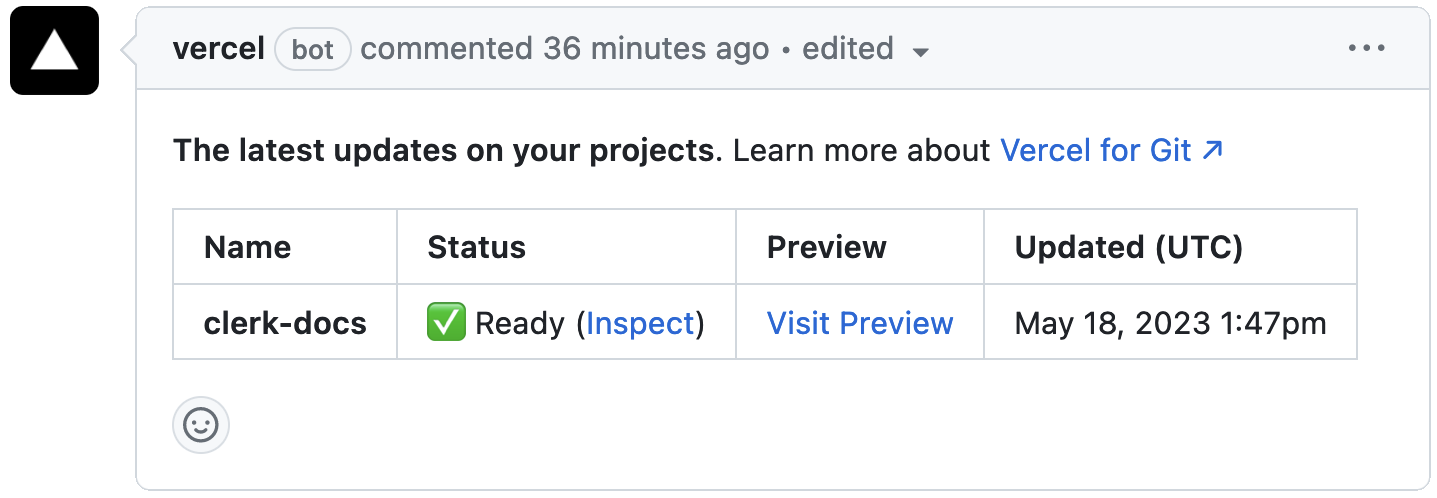 vercel bot commented 36 minutes ago • edited
The latest updates on your projects. Learn more about Vercel for Git ↗
Name Status Preview Updated (UTC)
clerk-docs ✅ Ready (Inspect) Visit Preview May 18, 2023 1:47pm